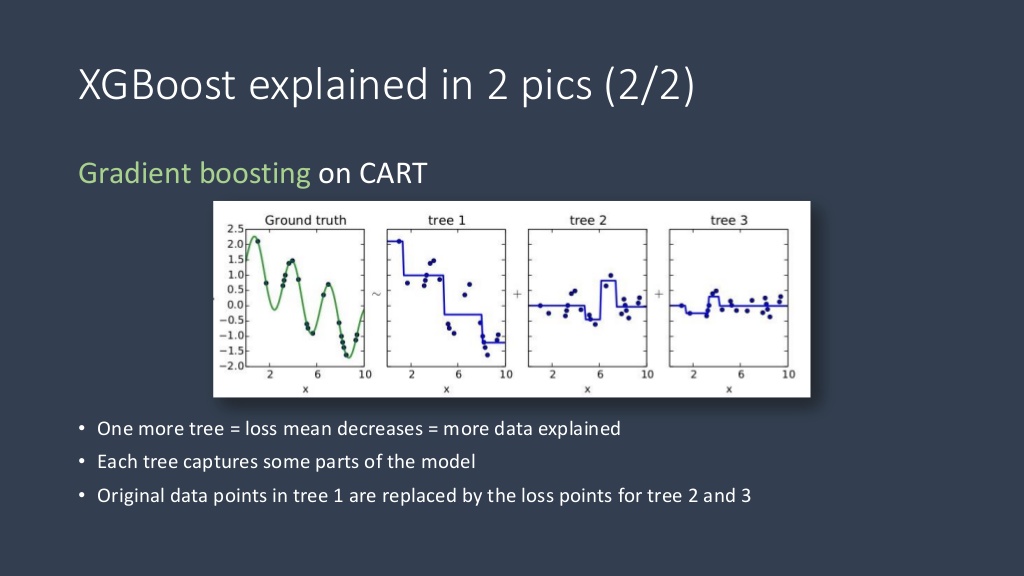 XGBoost explained in 2 pics (2/2)
Gradient boosting on CART
Ground truth
tree 1
tree 2
tree 3
2.5
2.0
1.5
1.0
0.5
0.0
−0.5
−1.0
−1.5
−2.0
~
+
+
2 6 10
2 6 10
2 6 10
2 6 10
x
x
x
x
• One more tree = loss mean decreases = more data explained
• Each tree captures some parts of the model
• Original data points in tree 1 are replaced by the loss points for tree 2 and 3